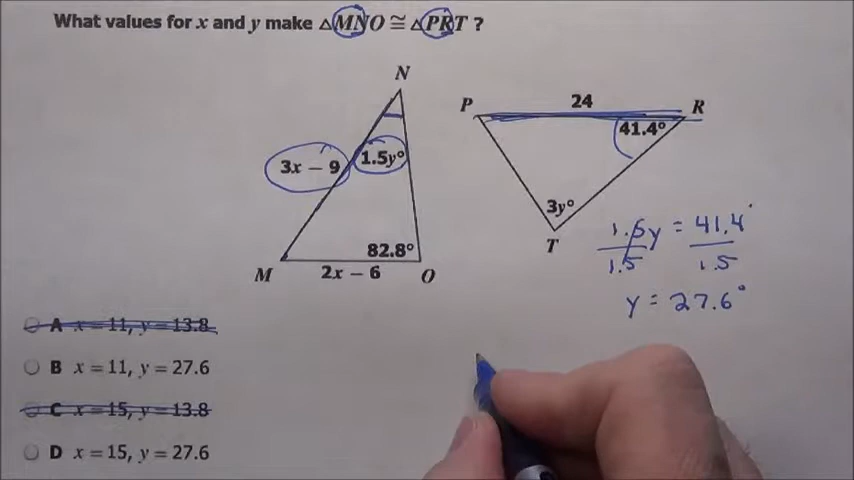 What values for x and y make △MNO ≅ △PRT ?
N
P
24
R
41.4°
3x − 9
1.5y°
3y°
T
82.8°
M
2x − 6
O
1.5y = 41.4°
1.5 1.5
y = 27.6°
A x = 11, y = 13.8
B x = 11, y = 27.6
C x = 15, y = 13.8
D x = 15, y = 27.6